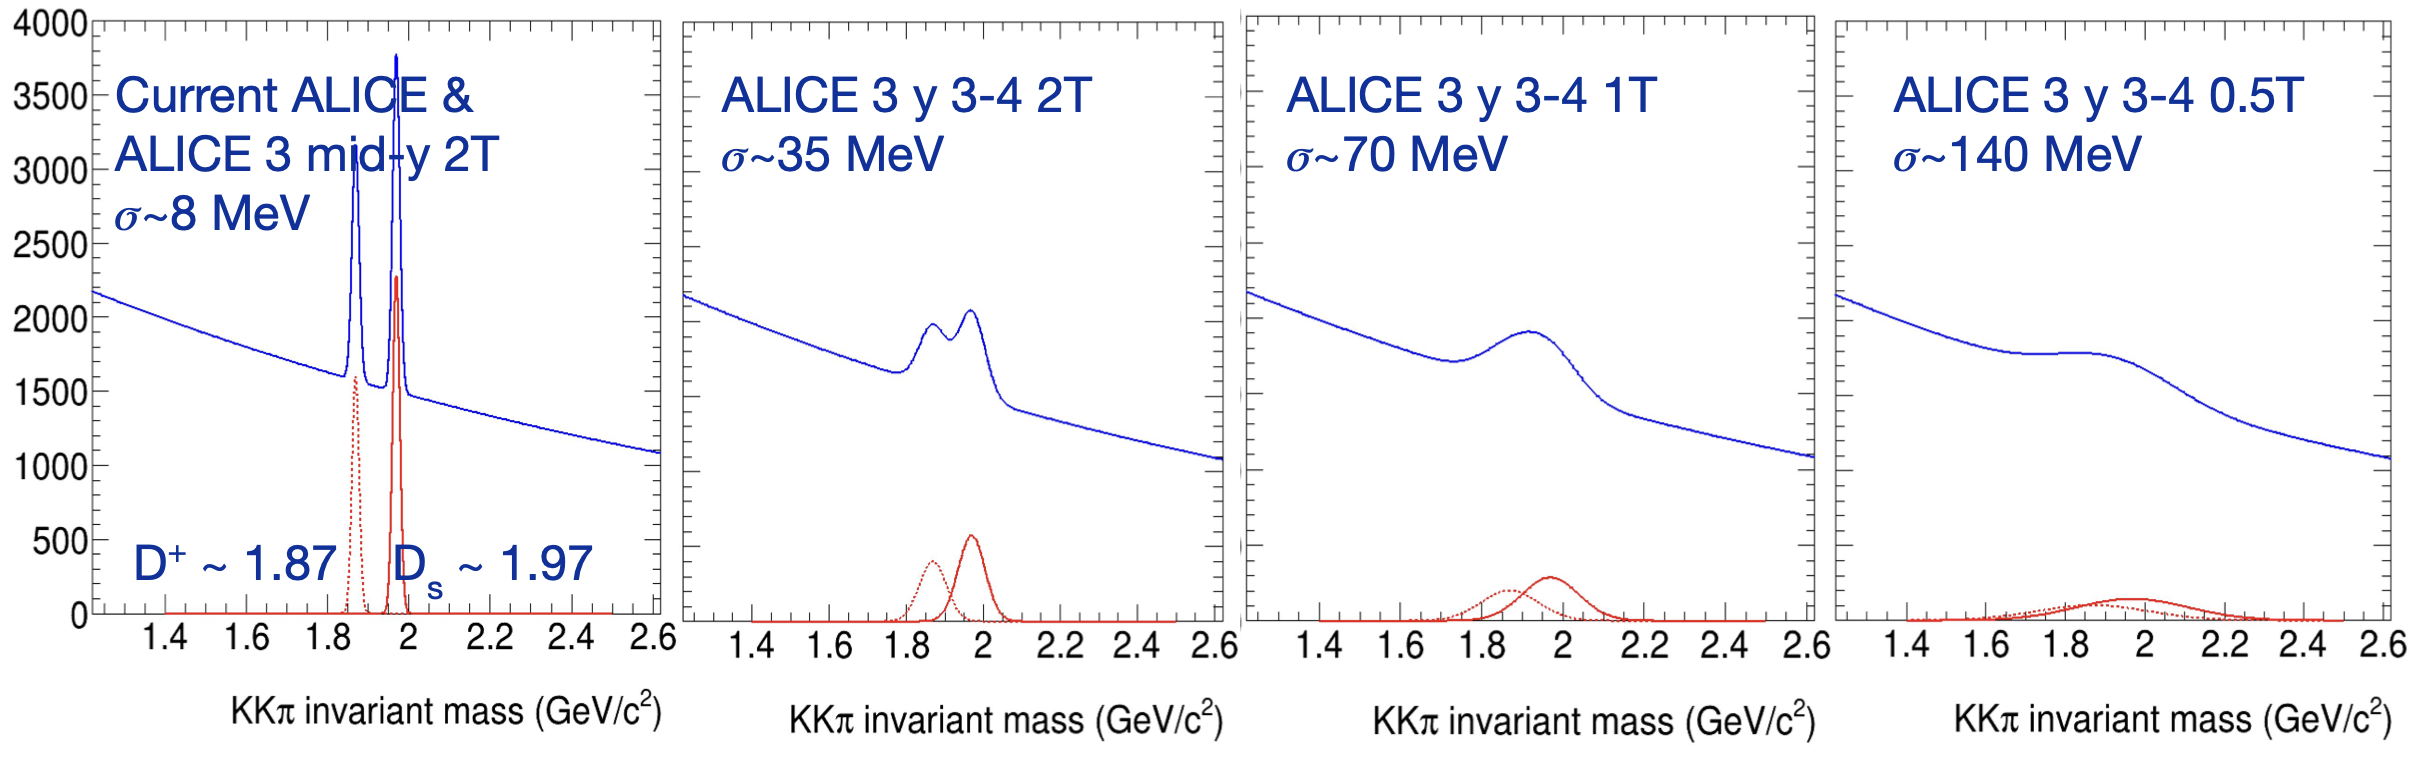 4000
3500
3000
2500
2000
1500
1000
500
0
Current ALICE &
ALICE 3 mid-y 2T
σ~8 MeV
D⁺ ~ 1.87
Dₛ ~ 1.97
1.4 1.6 1.8 2 2.2 2.4 2.6
KKπ invariant mass (GeV/c²)
ALICE 3 y 3-4 2T
σ~35 MeV
1.4 1.6 1.8 2 2.2 2.4 2.6
KKπ invariant mass (GeV/c²)
ALICE 3 y 3-4 1T
σ~70 MeV
1.4 1.6 1.8 2 2.2 2.4 2.6
KKπ invariant mass (GeV/c²)
ALICE 3 y 3-4 0.5T
σ~140 MeV
1.4 1.6 1.8 2 2.2 2.4 2.6
KKπ invariant mass (GeV/c²)